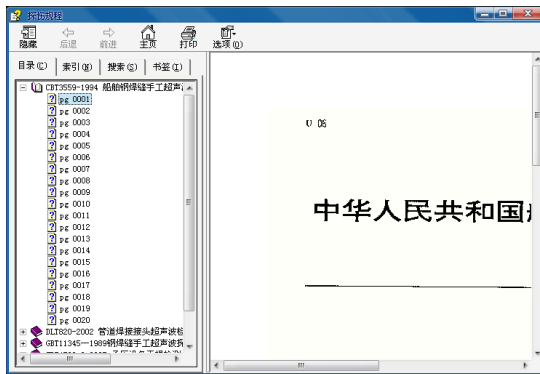 探伤规程
隐藏 后退 前进 主页 打印 选项(O)
目录(C) 索引(N) 搜索(S) 书签(I)
CBT3559-1994 船舶钢焊缝手工超声
pg 0001
pg 0002
pg 0003
pg 0004
pg 0005
pg 0006
pg 0007
pg 0008
pg 0009
pg 0010
pg 0011
pg 0012
pg 0013
pg 0014
pg 0015
pg 0016
pg 0017
pg 0018
pg 0019
pg 0020
DLT820-2002 管道焊接接头超声波检
GBT11345—1989钢焊缝手工超声波探
U 06
中华人民共和国